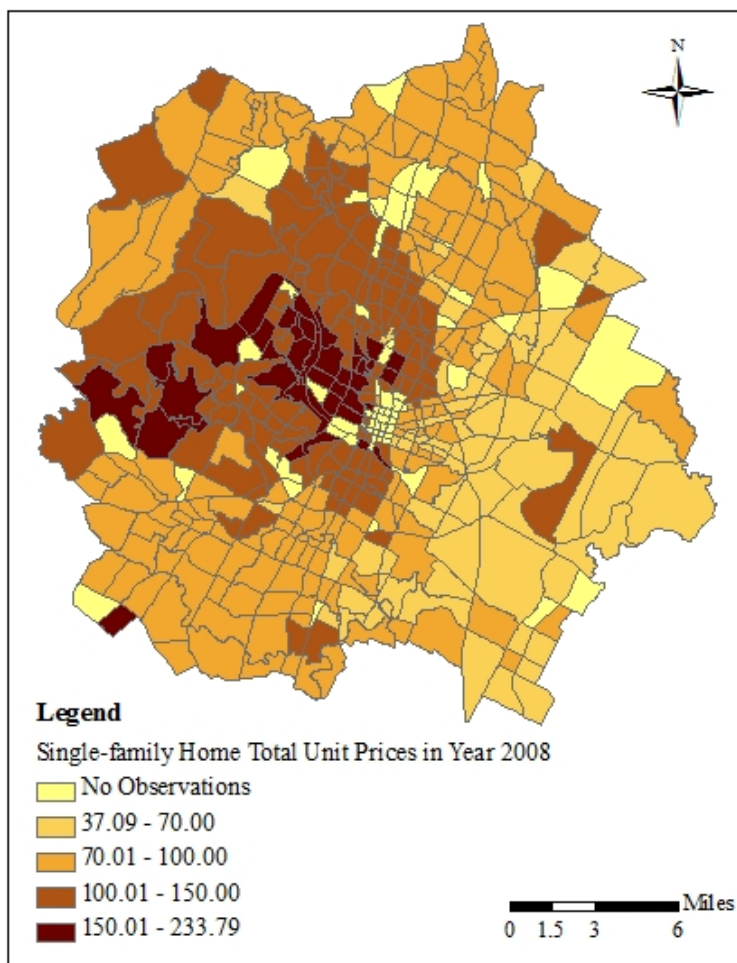 N
Legend
Single-family Home Total Unit Prices in Year 2008
No Observations
37.09 - 70.00
70.01 - 100.00
100.01 - 150.00
150.01 - 233.79
Miles
0 1.5 3 6